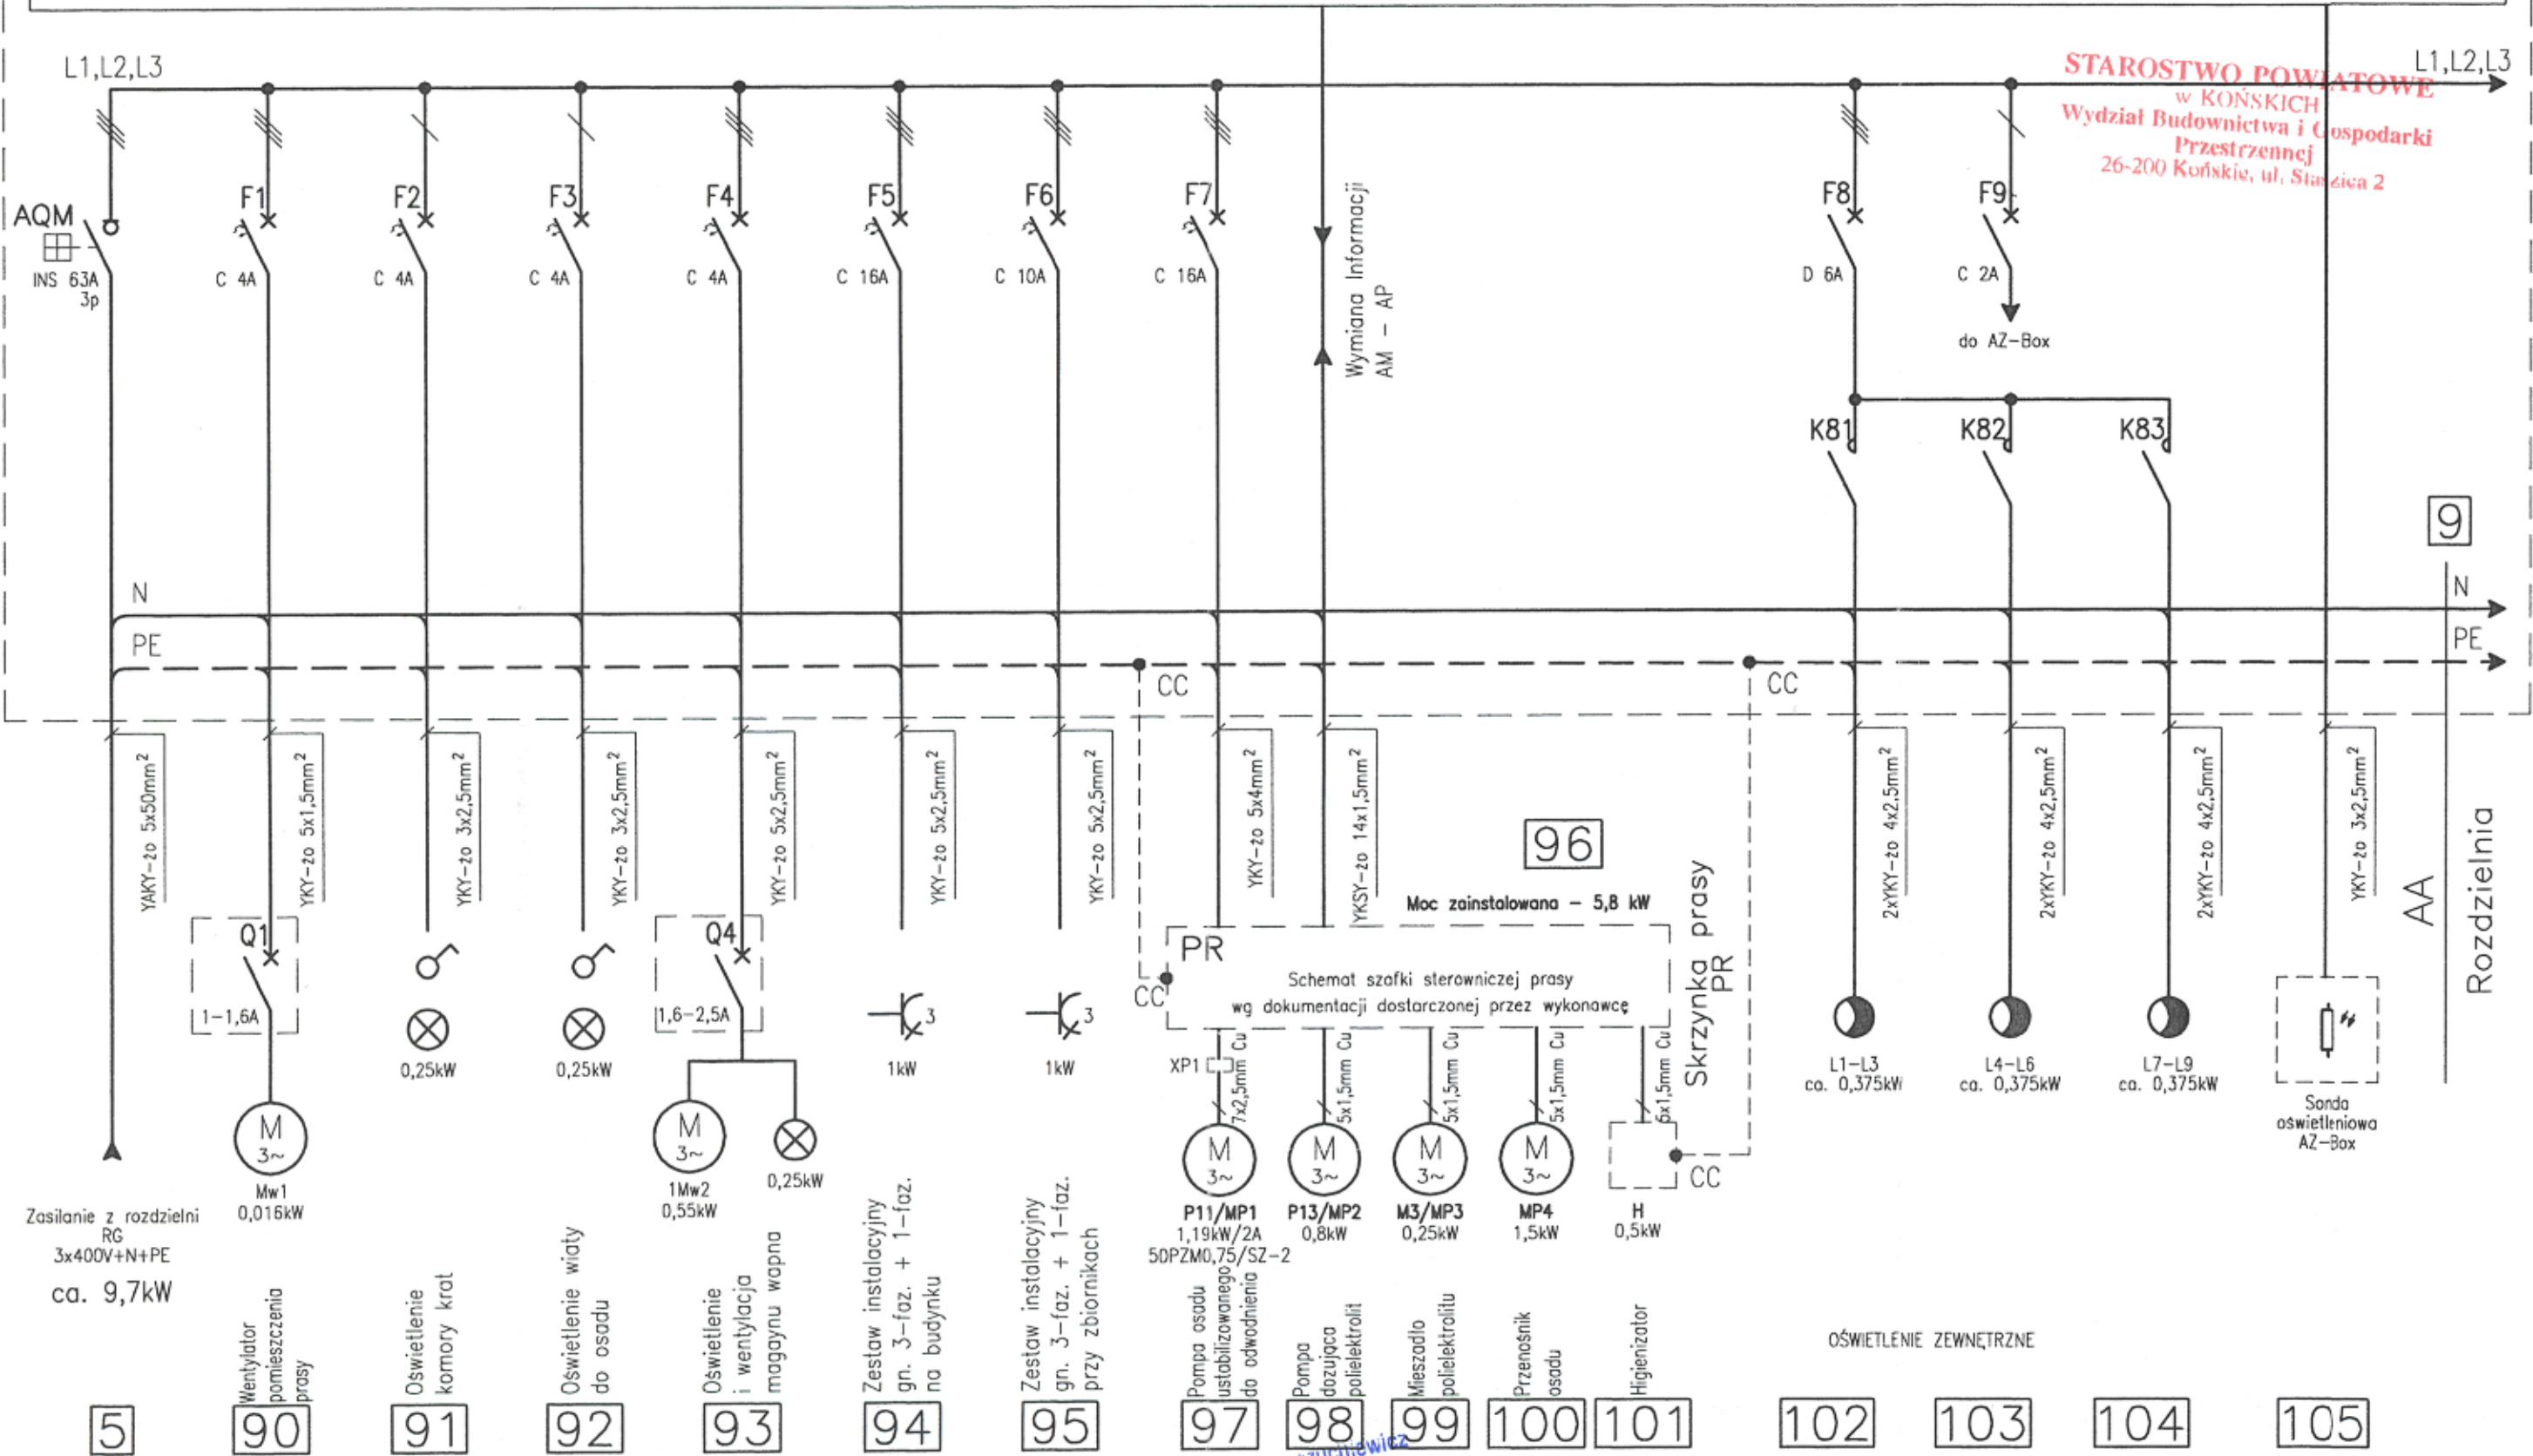 L1,L2,L3
L1,L2,L3
STAROSTWO POWIATOWE
w KOŃSKICH
Wydział Budownictwa i Gospodarki
Przestrzennej
26-200 Końskie, ul. Staszica 2
AQM
INS 63A
3p
F1
C 4A
F2
C 4A
F3
C 4A
F4
C 4A
F5
C 16A
F6
C 10A
F7
C 16A
Wymiana Informacji
AM - AP
F8
D 6A
F9
C 2A
do AZ-Box
K81
K82
K83
9
N
N
PE
PE
CC
CC
YAKY-żo 5x50mm²
YKY-żo 5x1,5mm²
YKY-żo 3x2,5mm²
YKY-żo 3x2,5mm²
YKY-żo 5x2,5mm²
YKY-żo 5x2,5mm²
YKY-żo 5x2,5mm²
YKY-żo 5x4mm²
YKSY-żo 14x1,5mm²
2xYKY-żo 4x2,5mm²
2xYKY-żo 4x2,5mm²
2xYKY-żo 4x2,5mm²
YKY-żo 3x2,5mm²
AA
Rozdzielnia
96
Moc zainstalowana - 5,8 kW
Skrzynka prasy
PR
PR
Schemat szafki sterowniczej prasy
wg dokumentacji dostarczonej przez wykonawcę
CC
Q1
1-1,6A
Q4
1,6-2,5A
0,25kW
0,25kW
3
1kW
3
1kW
XP1
7x2,5mm Cu
5x1,5mm Cu
5x1,5mm Cu
5x1,5mm Cu
5x1,5mm Cu
L1-L3
ca. 0,375kW
L4-L6
ca. 0,375kW
L7-L9
ca. 0,375kW
Sonda
oświetleniowa
AZ-Box
M
3~
Mw1
0,016kW
M
3~
1Mw2
0,55kW
0,25kW
M
3~
P11/MP1
1,19kW/2A
5DPZM0,75/SZ-2
M
3~
P13/MP2
0,8kW
M
3~
M3/MP3
0,25kW
M
3~
MP4
1,5kW
CC
H
0,5kW
Zasilanie z rozdzielni
RG
3x400V+N+PE
ca. 9,7kW
Wentylator
pomieszczenia
prasy
Oświetlenie
komory krat
Oświetlenie wiaty
do osadu
Oświetlenie
i wentylacja
magaynu wapna
Zestaw instalacyjny
gn. 3-faz. + 1-faz.
na budynku
Zestaw instalacyjny
gn. 3-faz. + 1-faz.
przy zbiornikach
Pompa osadu
ustabilizowanego
do odwodnienia
Pompa
dozująca
polielektrolit
Mieszadło
polielektrolitu
Przenośnik
osadu
Higienizator
OŚWIETLENIE ZEWNĘTRZNE
5
90
91
92
93
94
95
97
98
99
100
101
102
103
104
105